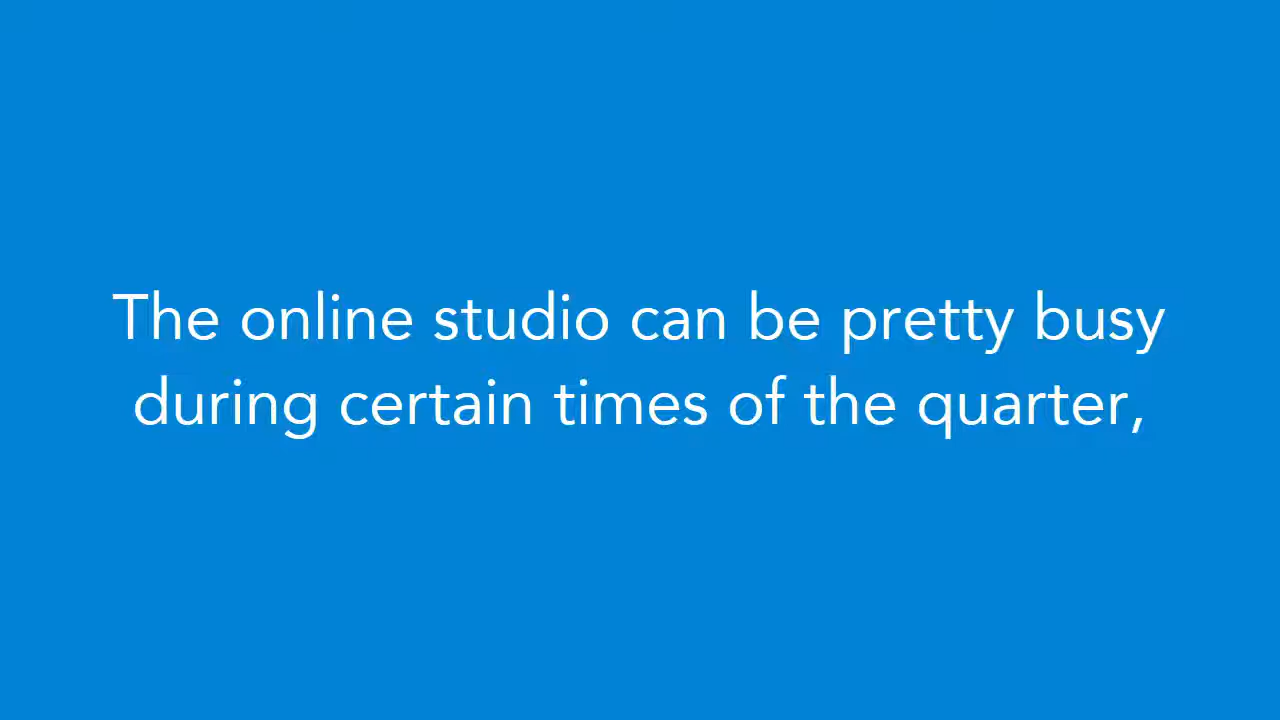 The online studio can be pretty busy
during certain times of the quarter,